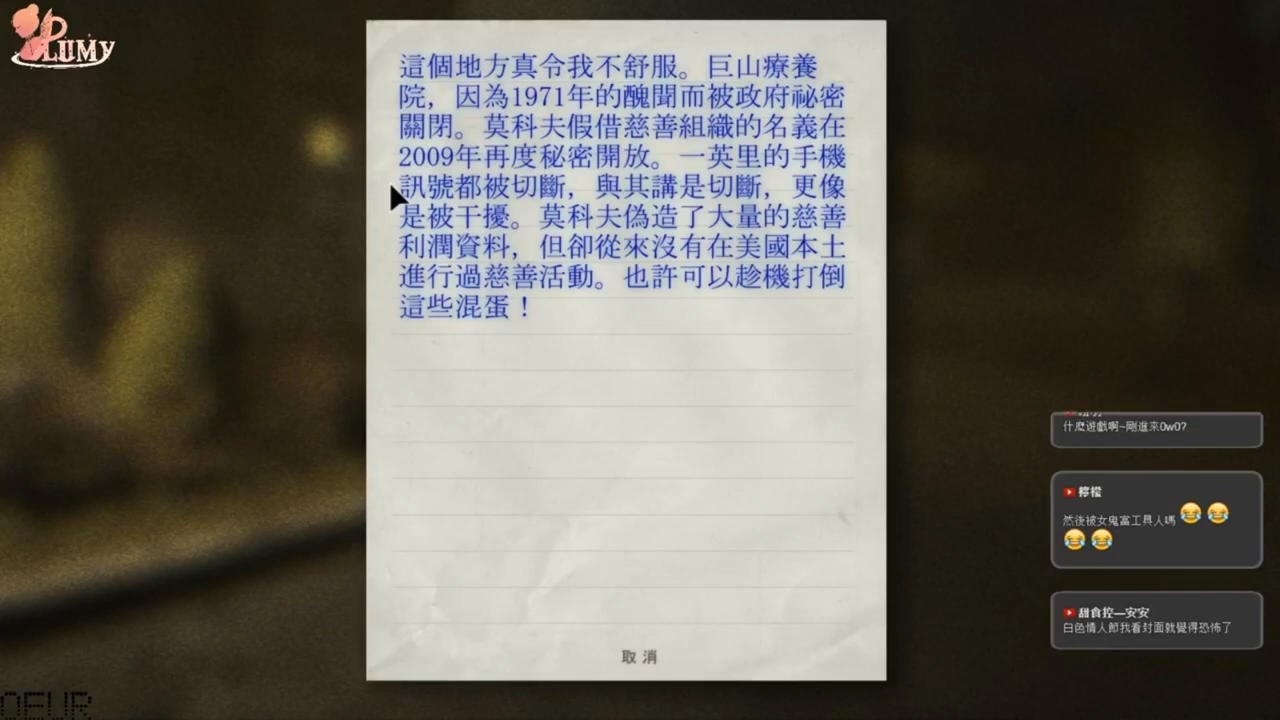 PLUMY
這個地方真令我不舒服。巨山療養
院，因為1971年的醜聞而被政府祕密
關閉。莫科夫假借慈善組織的名義在
2009年再度秘密開放。一英里的手機
訊號都被切斷，與其講是切斷，更像
是被干擾。莫科夫偽造了大量的慈善
利潤資料，但卻從來沒有在美國本土
進行過慈善活動。也許可以趁機打倒
這些混蛋！
取消
什麼遊戲啊~剛進來0w0?
檸檬
然後被女鬼當工具人嗎😂😂
😂😂
甜食控—安安
白色情人節我看封面就覺得恐怖了